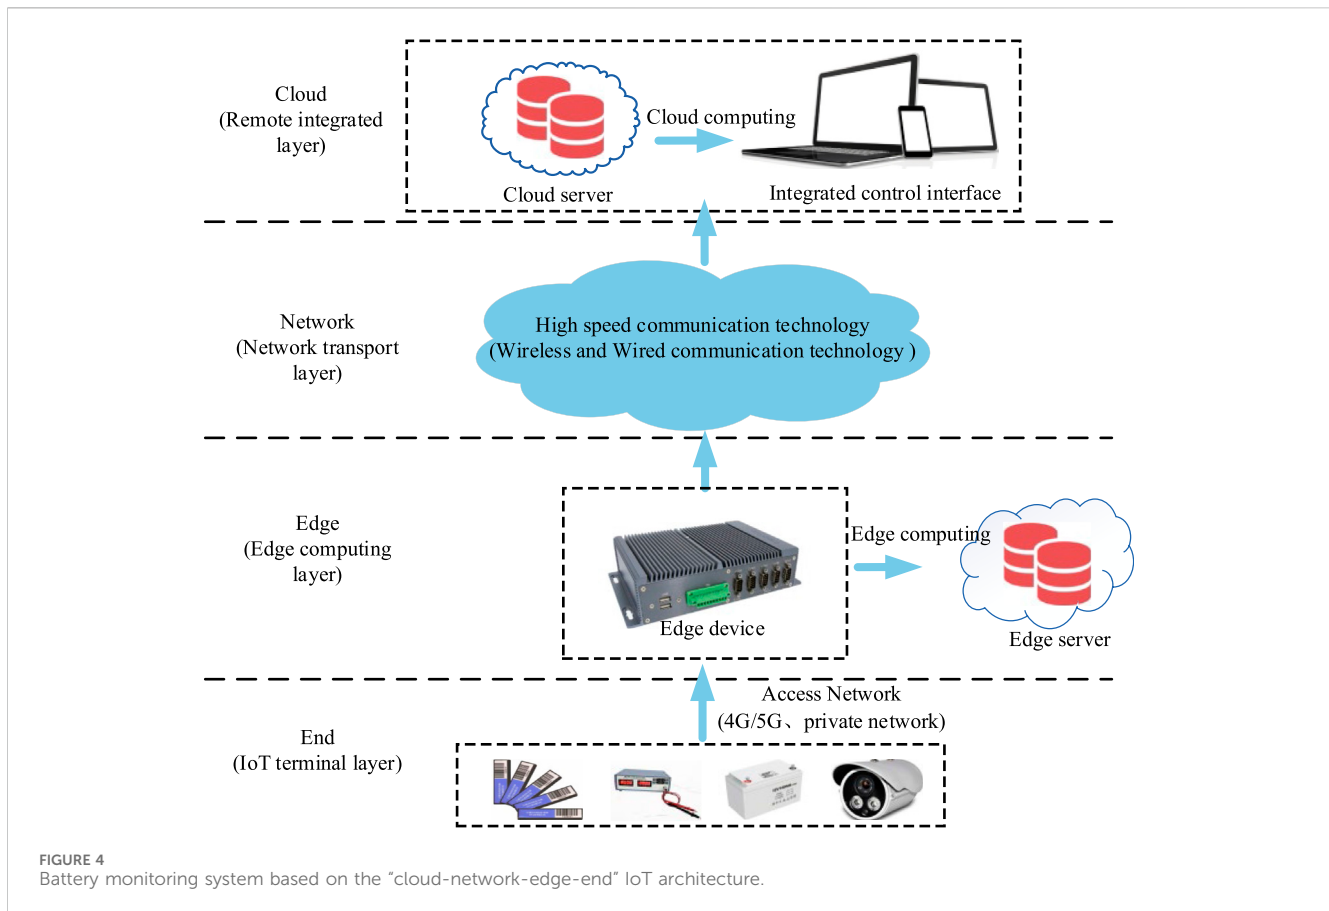 Cloud
(Remote integrated
layer)
Cloud computing
Cloud server
Integrated control interface
Network
(Network transport
layer)
High speed communication technology
(Wireless and Wired communication technology )
Edge
(Edge computing
layer)
Edge computing
Edge device
Edge server
Access Network
(4G/5G、private network)
End
(IoT terminal layer)
FIGURE 4
Battery monitoring system based on the “cloud-network-edge-end” IoT architecture.